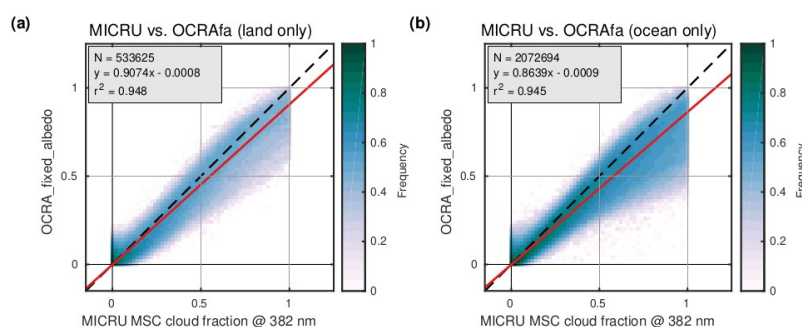 (a)
MICRU vs. OCRAfa (land only)
N = 533625
y = 0.9074x - 0.0008
r² = 0.948
1
0.5
0
OCRA_fixed_albedo
0
0.5
1
MICRU MSC cloud fraction @ 382 nm
1
0.8
0.6
0.4
0.2
0
Frequency
(b)
MICRU vs. OCRAfa (ocean only)
N = 2072694
y = 0.8639x - 0.0009
r² = 0.945
1
0.5
0
OCRA_fixed_albedo
0
0.5
1
MICRU MSC cloud fraction @ 382 nm
1
0.8
0.6
0.4
0.2
0
Frequency